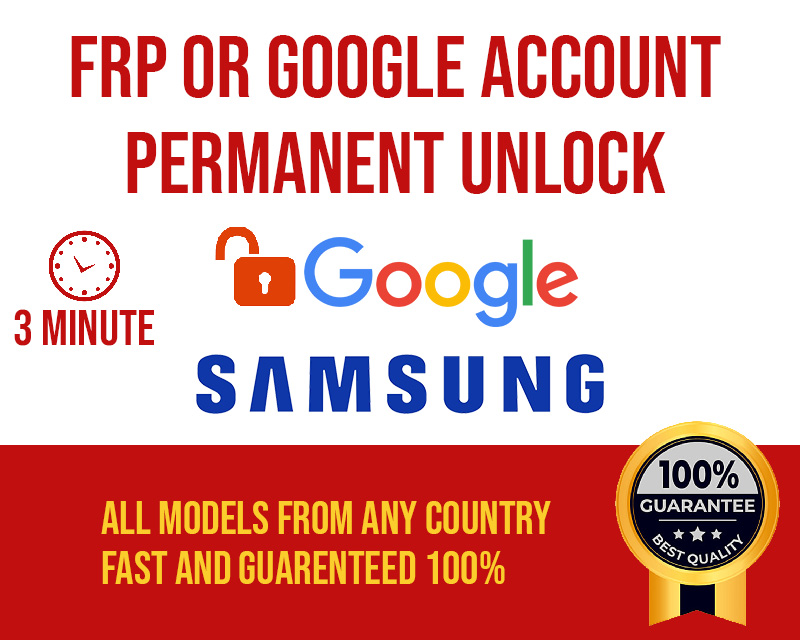 FRP OR GOOGLE ACCOUNT
PERMANENT UNLOCK
Google
3 MINUTE
SAMSUNG
ALL MODELS FROM ANY COUNTRY
FAST AND GUARENTEED 100%
100%
GUARANTEE
BEST QUALITY